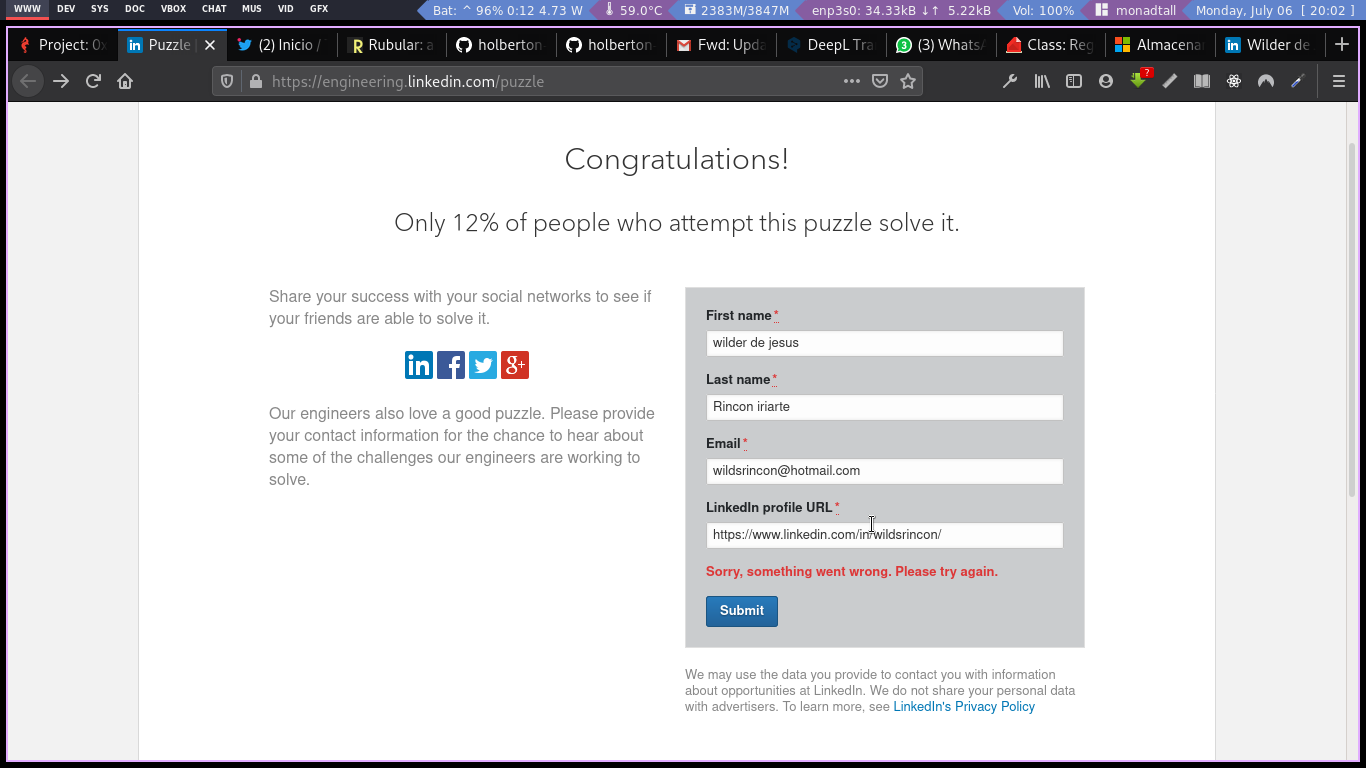 WWW DEV SYS DOC VBOX CHAT MUS VID GFX
Bat: ^ 96% 0:12 4.73 W 59.0°C 2383M/3847M enp3s0: 34.33kB ↓↑ 5.22kB Vol: 100% monadtall Monday, July 06 [ 20:02 ]
Project: 0x Puzzle (2) Inicio / Rubular: a holberton holberton Fwd: Upda DeepL Tra (3) WhatsA Class: Reg Almacena Wilder de
https://engineering.linkedin.com/puzzle
?
Congratulations!
Only 12% of people who attempt this puzzle solve it.
Share your success with your social networks to see if
your friends are able to solve it.
in f g+
Our engineers also love a good puzzle. Please provide
your contact information for the chance to hear about
some of the challenges our engineers are working to
solve.
First name*
wilder de jesus
Last name*
Rincon iriarte
Email*
wildsrincon@hotmail.com
LinkedIn profile URL*
https://www.linkedin.com/in/wildsrincon/
Sorry, something went wrong. Please try again.
Submit
We may use the data you provide to contact you with information
about opportunities at LinkedIn. We do not share your personal data
with advertisers. To learn more, see LinkedIn's Privacy Policy